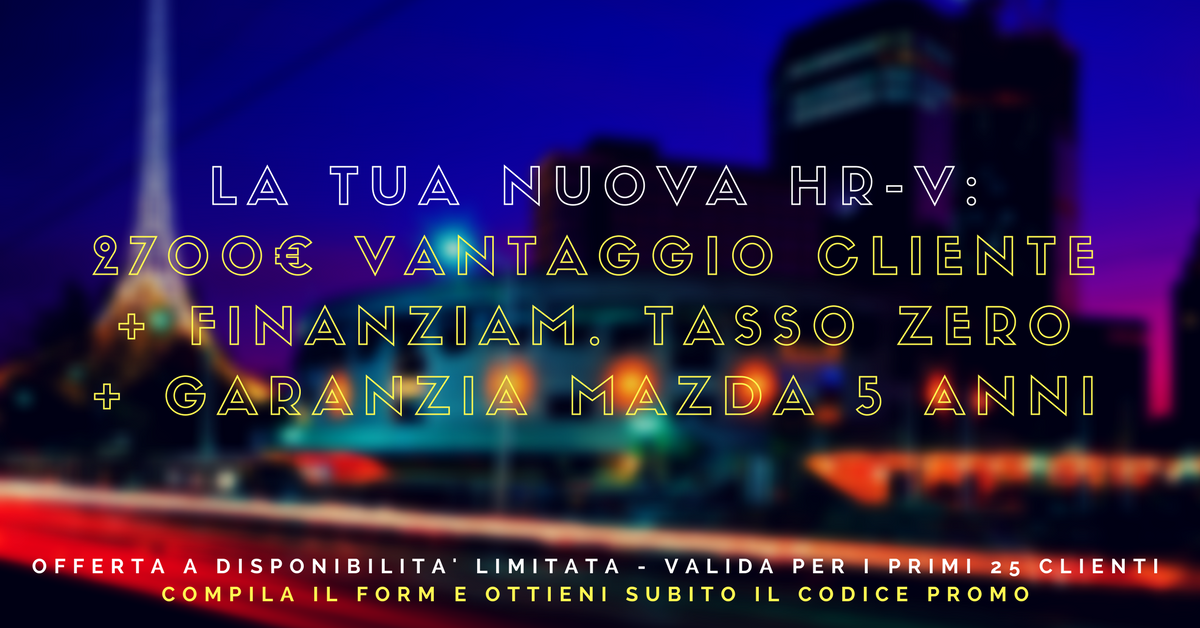 LA TUA NUOVA HR-V:
2700€ VANTAGGIO CLIENTE
+ FINANZIAM. TASSO ZERO
+ GARANZIA MAZDA 5 ANNI
OFFERTA A DISPONIBILITA' LIMITATA - VALIDA PER I PRIMI 25 CLIENTI
COMPILA IL FORM E OTTIENI SUBITO IL CODICE PROMO